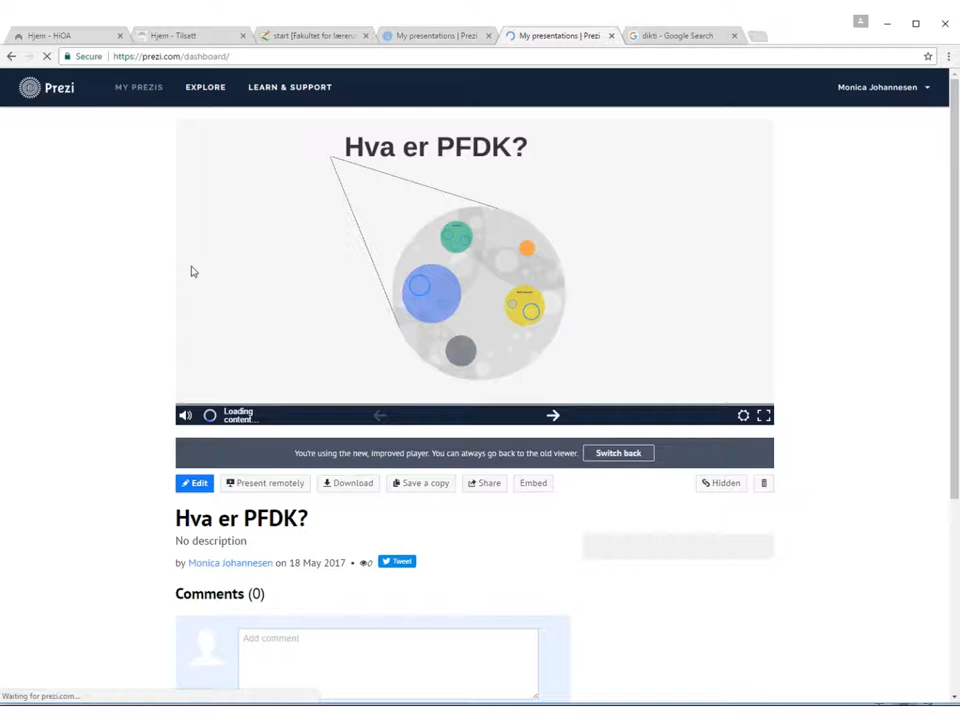 Hjem - HiOA
Hjem - Tilsatt
start [Fakultet for lærerur
My presentations | Prezi
My presentations | Prezi
dikti - Google Search
Secure
https://prezi.com/dashboard/
Prezi
MY PREZIS
EXPLORE
LEARN & SUPPORT
Monica Johannesen
Hva er PFDK?
Loading
content...
You're using the new, improved player. You can always go back to the old viewer.
Switch back
Edit
Present remotely
Download
Save a copy
Share
Embed
Hidden
Hva er PFDK?
No description
by Monica Johannesen on 18 May 2017 • 0
Tweet
Comments (0)
Add comment
Waiting for prezi.com...